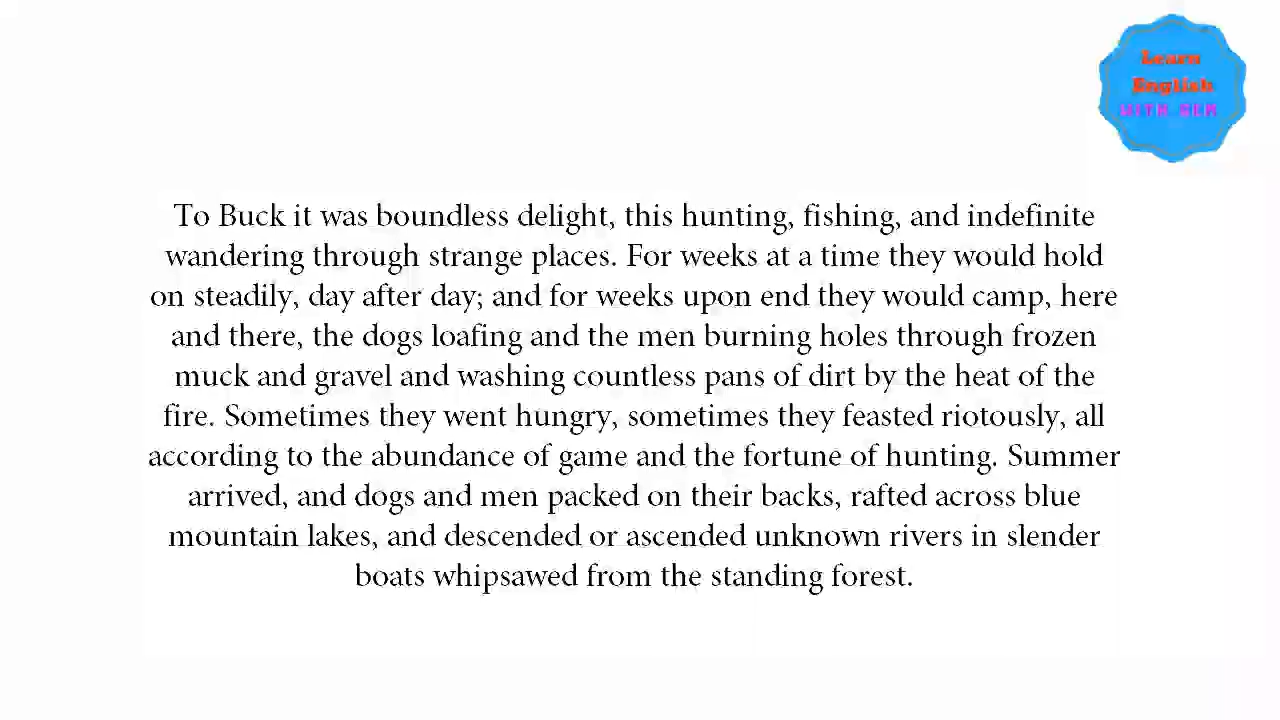 Learn
English
WITH
To Buck it was boundless delight, this hunting, fishing, and indefinite
wandering through strange places. For weeks at a time they would hold
on steadily, day after day; and for weeks upon end they would camp, here
and there, the dogs loafing and the men burning holes through frozen
muck and gravel and washing countless pans of dirt by the heat of the
fire. Sometimes they went hungry, sometimes they feasted riotously, all
according to the abundance of game and the fortune of hunting. Summer
arrived, and dogs and men packed on their backs, rafted across blue
mountain lakes, and descended or ascended unknown rivers in slender
boats whipsawed from the standing forest.